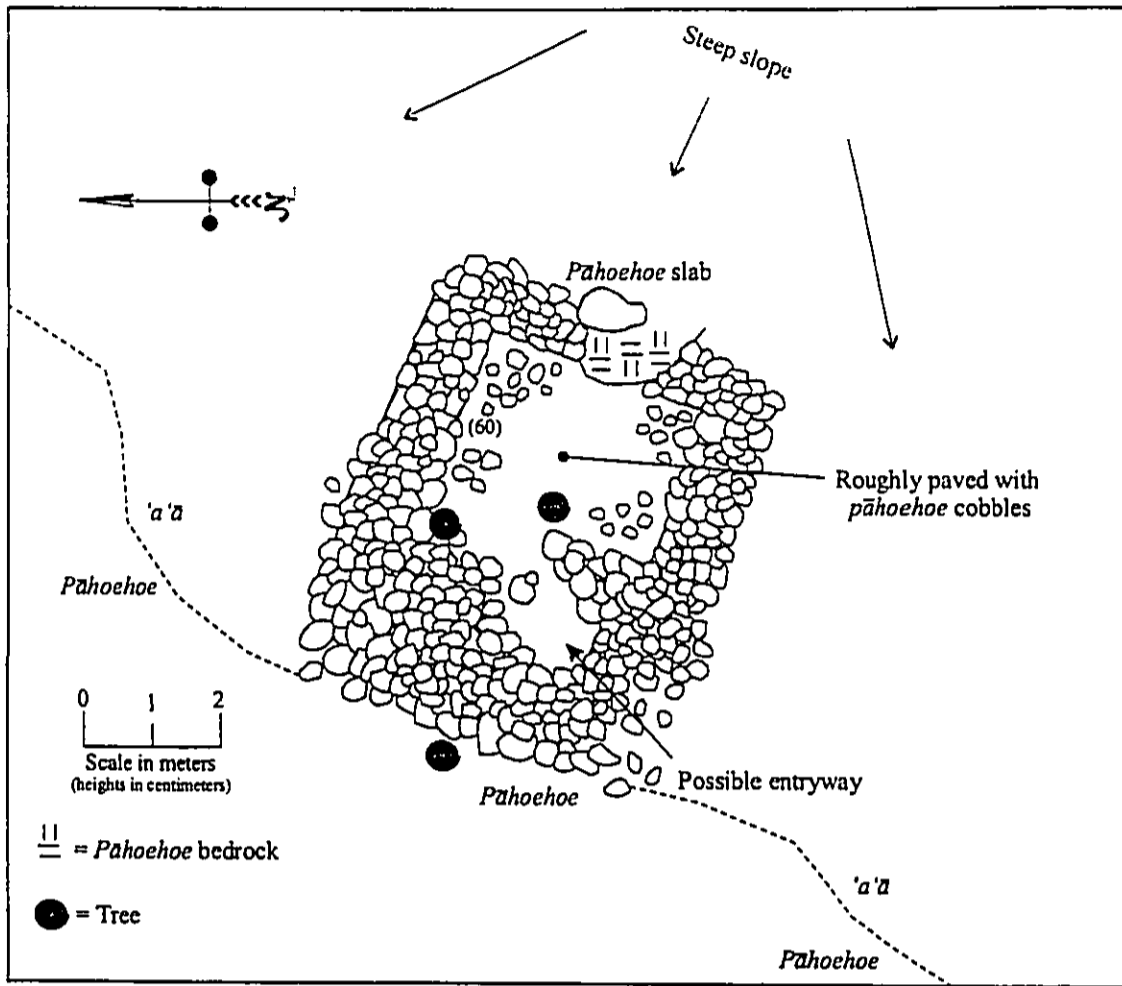 Steep slope
N
Pāhoehoe slab
(60)
Roughly paved with
pāhoehoe cobbles
'a'ā
Pāhoehoe
0 1 2
Scale in meters
(heights in centimeters)
Possible entryway
Pāhoehoe
= Pāhoehoe bedrock
'a'ā
= Tree
Pāhoehoe